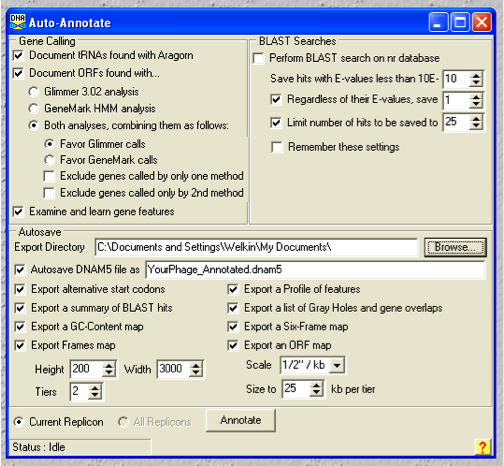 DNA Auto-Annotate
Gene Calling
Document tRNAs found with Aragorn
Document ORFs found with...
Glimmer 3.02 analysis
GeneMark HMM analysis
Both analyses, combining them as follows:
Favor Glimmer calls
Favor GeneMark calls
Exclude genes called by only one method
Exclude genes called only by 2nd method
Examine and learn gene features
BLAST Searches
Perform BLAST search on nr database
Save hits with E-values less than 10E- 10
Regardless of their E-values, save 1
Limit number of hits to be saved to 25
Remember these settings
Autosave
Export Directory C:\Documents and Settings\Welkin\My Documents\ Browse...
Autosave DNAM5 file as YourPhage_Annotated.dnam5
Export alternative start codons
Export a summary of BLAST hits
Export a GC-Content map
Export Frames map
Height 200 Width 3000
Tiers 2
Export a Profile of features
Export a list of Gray Holes and gene overlaps
Export a Six-Frame map
Export an ORF map
Scale 1/2" / kb
Size to 25 kb per tier
Current Replicon All Replicons Annotate
Status : Idle ?